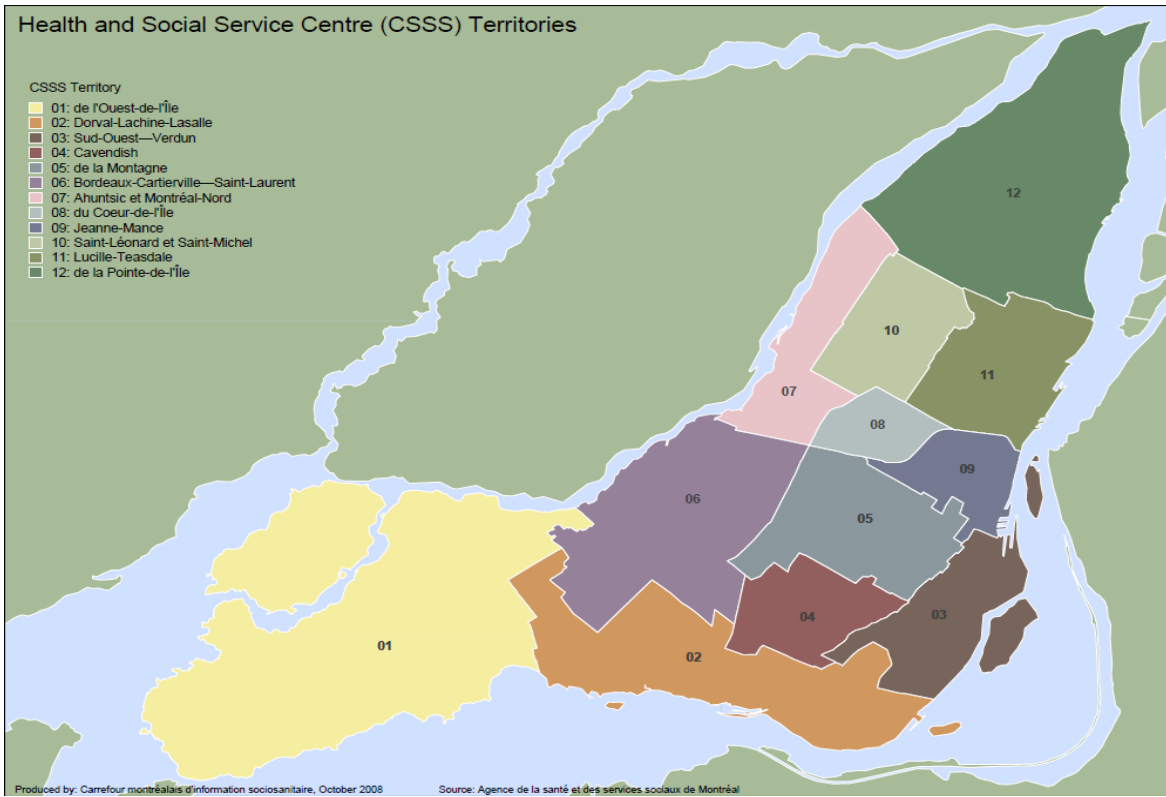 Health and Social Service Centre (CSSS) Territories
CSSS Territory
01: de l'Ouest-de-l'Île
02: Dorval-Lachine-Lasalle
03: Sud-Ouest—Verdun
04: Cavendish
05: de la Montagne
06: Bordeaux-Cartierville—Saint-Laurent
07: Ahuntsic et Montréal-Nord
08: du Coeur-de-l'Île
09: Jeanne-Mance
10: Saint-Léonard et Saint-Michel
11: Lucille-Teasdale
12: de la Pointe-de-l'Île
12
10
11
07
08
09
06
05
04
03
01
02
Produced by: Carrefour montréalais d'information sociosanitaire, October 2008
Source: Agence de la santé et des services sociaux de Montréal